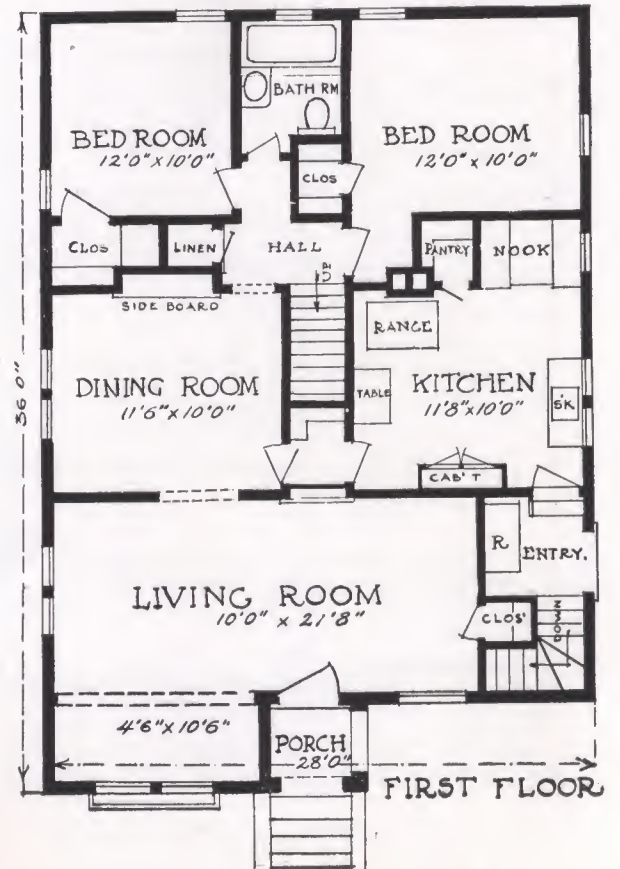 BED ROOM
12'0" x 10'0"
BATH RM
BED ROOM
12'0" x 10'0"
CLOS
CLOS
LINEN
HALL
PANTRY
NOOK
SIDE BOARD
UP
RANGE
36'0"
DINING ROOM
11'6" x 10'0"
TABLE
KITCHEN
11'8" x 10'0"
S'K
CAB'T
R
ENTRY.
LIVING ROOM
10'0" x 21'8"
CLOS'
DOWN
4'6" x 10'6"
PORCH
28'0"
FIRST FLOOR